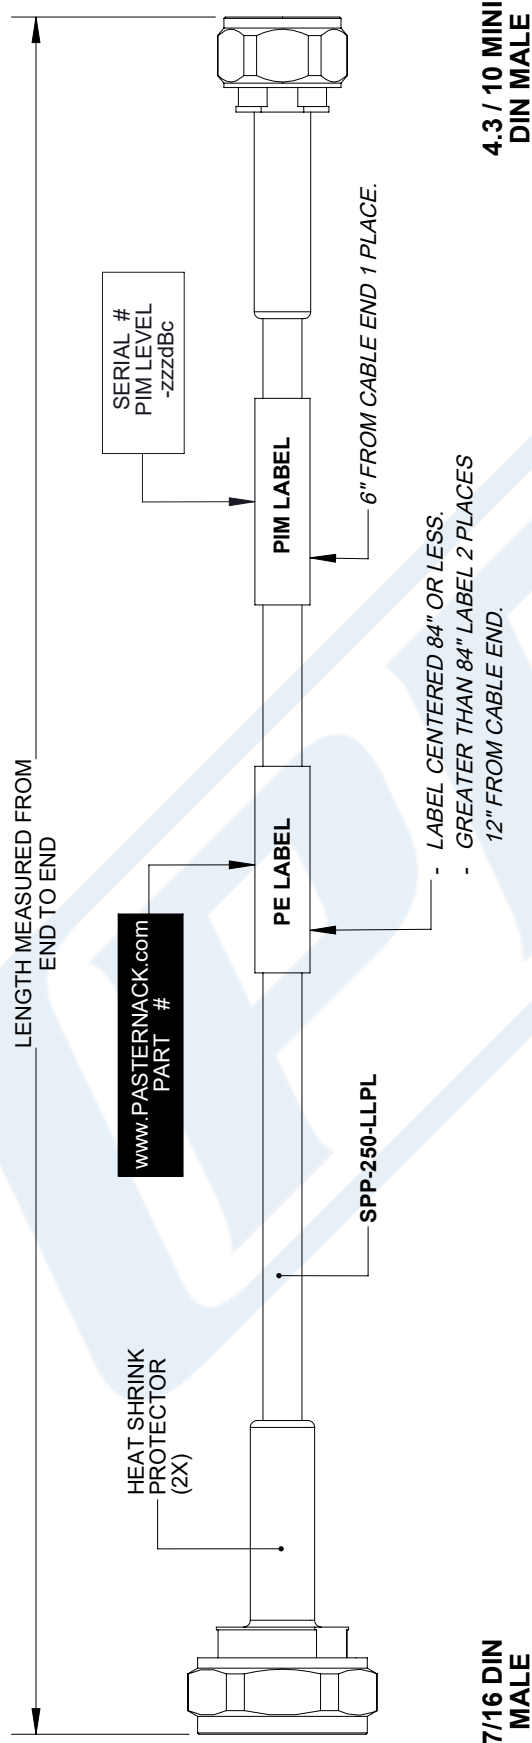 LENGTH MEASURED FROM
END TO END
HEAT SHRINK
PROTECTOR
(2X)
www.PASTERNACK.com
PART #
SERIAL #
PIM LEVEL
-zzzdBc
PE LABEL
PIM LABEL
SPP-250-LLPL
- LABEL CENTERED 84" OR LESS.
- GREATER THAN 84" LABEL 2 PLACES
12" FROM CABLE END.
6" FROM CABLE END 1 PLACE.
7/16 DIN
MALE
4.3 / 10 MINI
DIN MALE